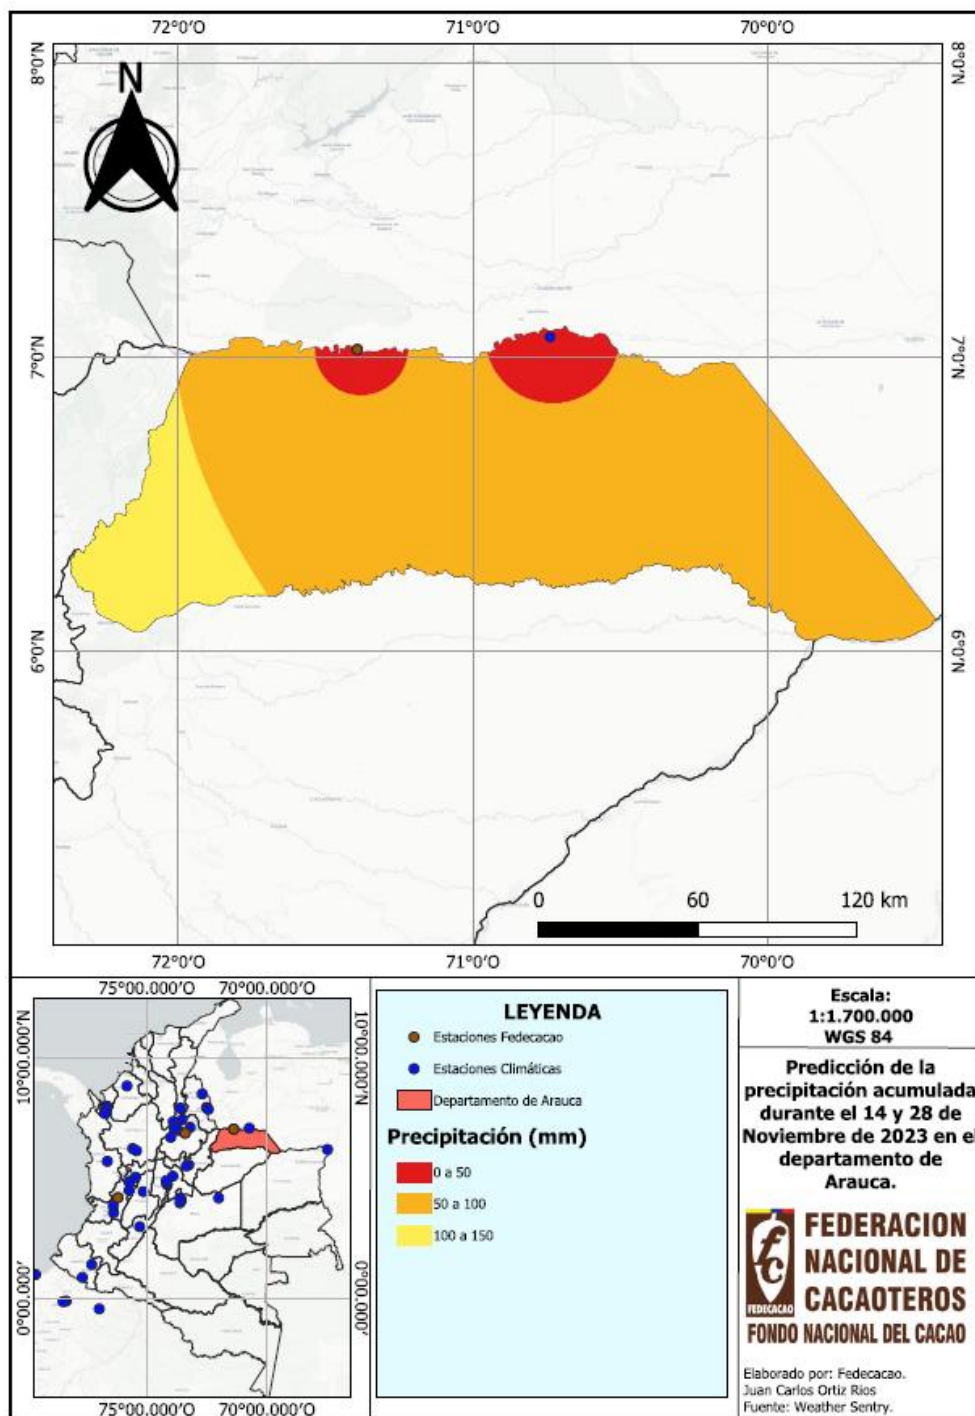 72°0'O 71°0'O 70°0'O
8°0'N 8°0'N
N
7°0'N 7°0'N
6°0'N 6°0'N
0 60 120 km
72°0'O 71°0'O 70°0'O
75°00.000'O 70°00.000'O
10°00.000'N 10°00.000'N
0°00.000' 0°00.000'
75°00.000'O 70°00.000'O
LEYENDA
Estaciones Fedecacao
Estaciones Climáticas
Departamento de Arauca
Precipitación (mm)
0 a 50
50 a 100
100 a 150
Escala:
1:1.700.000
WGS 84
Predicción de la
precipitación acumulada
durante el 14 y 28 de
Noviembre de 2023 en el
departamento de
Arauca.
fcc
FEDECACAO
FEDERACION
NACIONAL DE
CACAOTEROS
FONDO NACIONAL DEL CACAO
Elaborado por: Fedecacao.
Juan Carlos Ortiz Rios
Fuente: Weather Sentry.